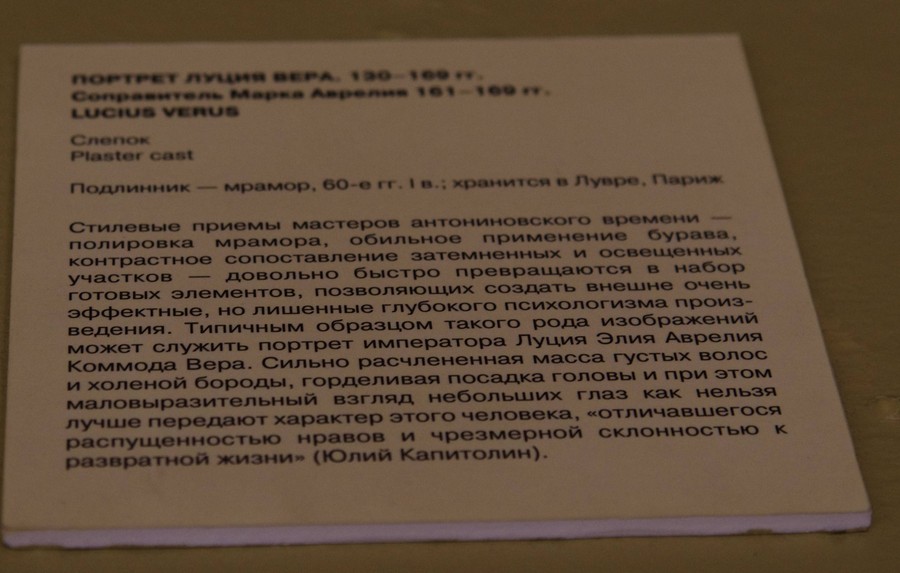 ПОРТРЕТ ЛУЦИЯ ВЕРА. 130–169 гг.
Соправитель Марка Аврелия 161–169 гг.
LUCIUS VERUS
Слепок
Plaster cast
Подлинник — мрамор, 60-е гг. I в.; хранится в Лувре, Париж
Стилевые приемы мастеров антониновского времени —
полировка мрамора, обильное применение бурава,
контрастное сопоставление затемненных и освещенных
участков — довольно быстро превращаются в набор
готовых элементов, позволяющих создать внешне очень
эффектные, но лишенные глубокого психологизма произ-
ведения. Типичным образцом такого рода изображений
может служить портрет императора Луция Элия Аврелия
Коммода Вера. Сильно расчлененная масса густых волос
и холеной бороды, горделивая посадка головы и при этом
маловыразительный взгляд небольших глаз как нельзя
лучше передают характер этого человека, «отличавшегося
распущенностью нравов и чрезмерной склонностью к
развратной жизни» (Юлий Капитолин).